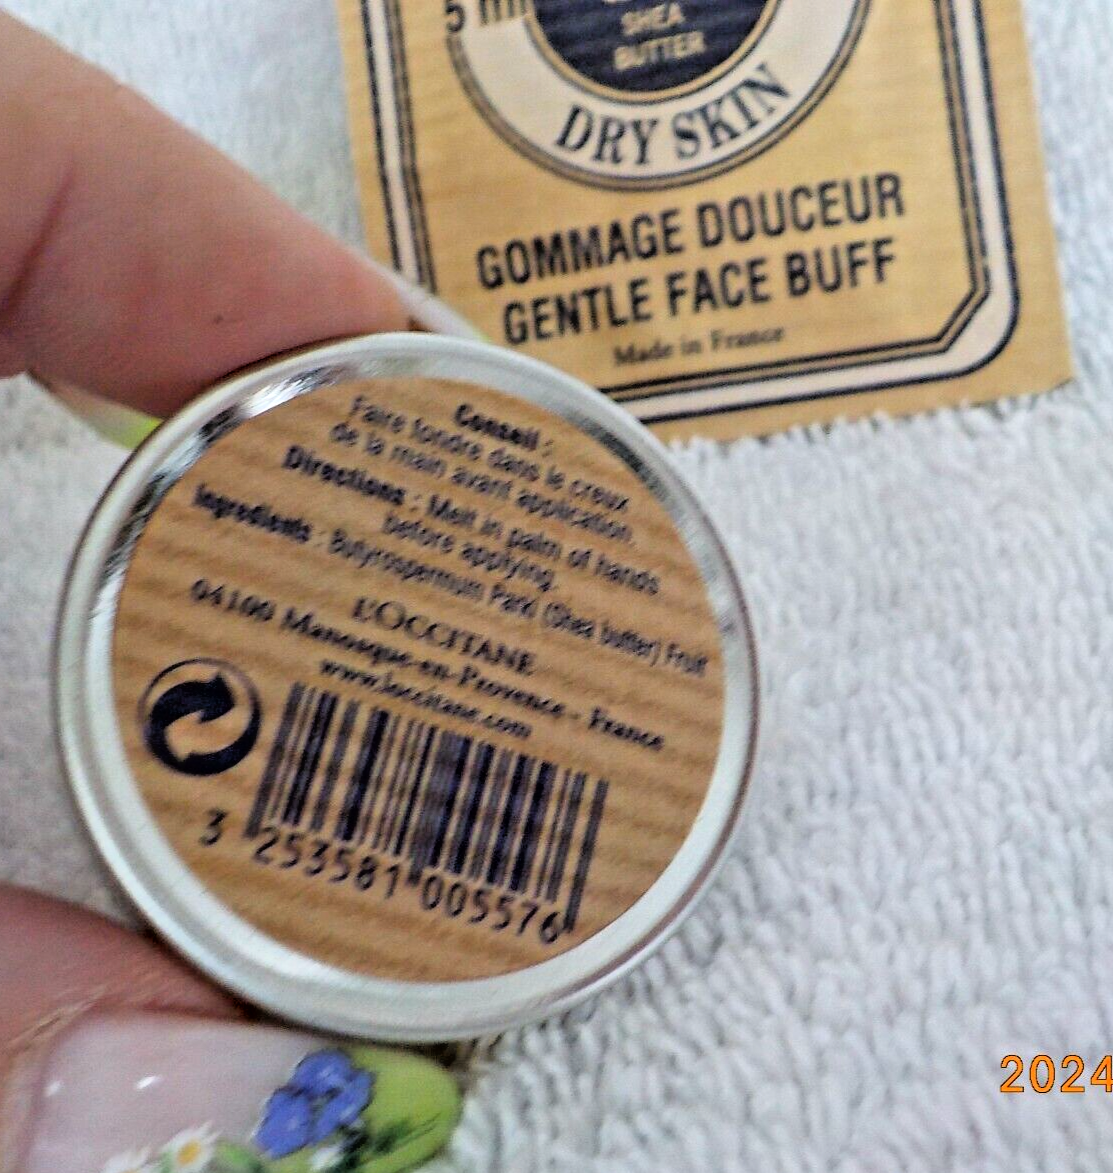 5 ml
SHEA
BUTTER
DRY SKIN
GOMMAGE DOUCEUR
GENTLE FACE BUFF
Made in France
Conseil :
Faire fondre dans le creux
de la main avant application.
Directions : Melt in palm of hands
before applying.
Ingredients : Butyrospermum Parkii (Shea butter) Fruit
L'OCCITANE
04100 Manosque-en-Provence - France
www.loccitane.com
3 253581 005576
2024